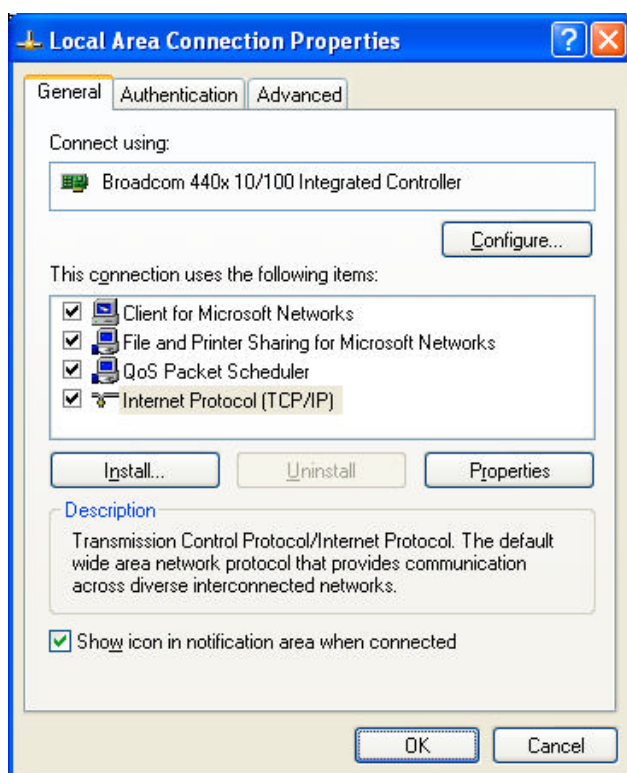 Local Area Connection Properties
General Authentication Advanced
Connect using:
Broadcom 440x 10/100 Integrated Controller
Configure...
This connection uses the following items:
Client for Microsoft Networks
File and Printer Sharing for Microsoft Networks
QoS Packet Scheduler
Internet Protocol (TCP/IP)
Install... Uninstall Properties
Description
Transmission Control Protocol/Internet Protocol. The default
wide area network protocol that provides communication
across diverse interconnected networks.
Show icon in notification area when connected
OK Cancel